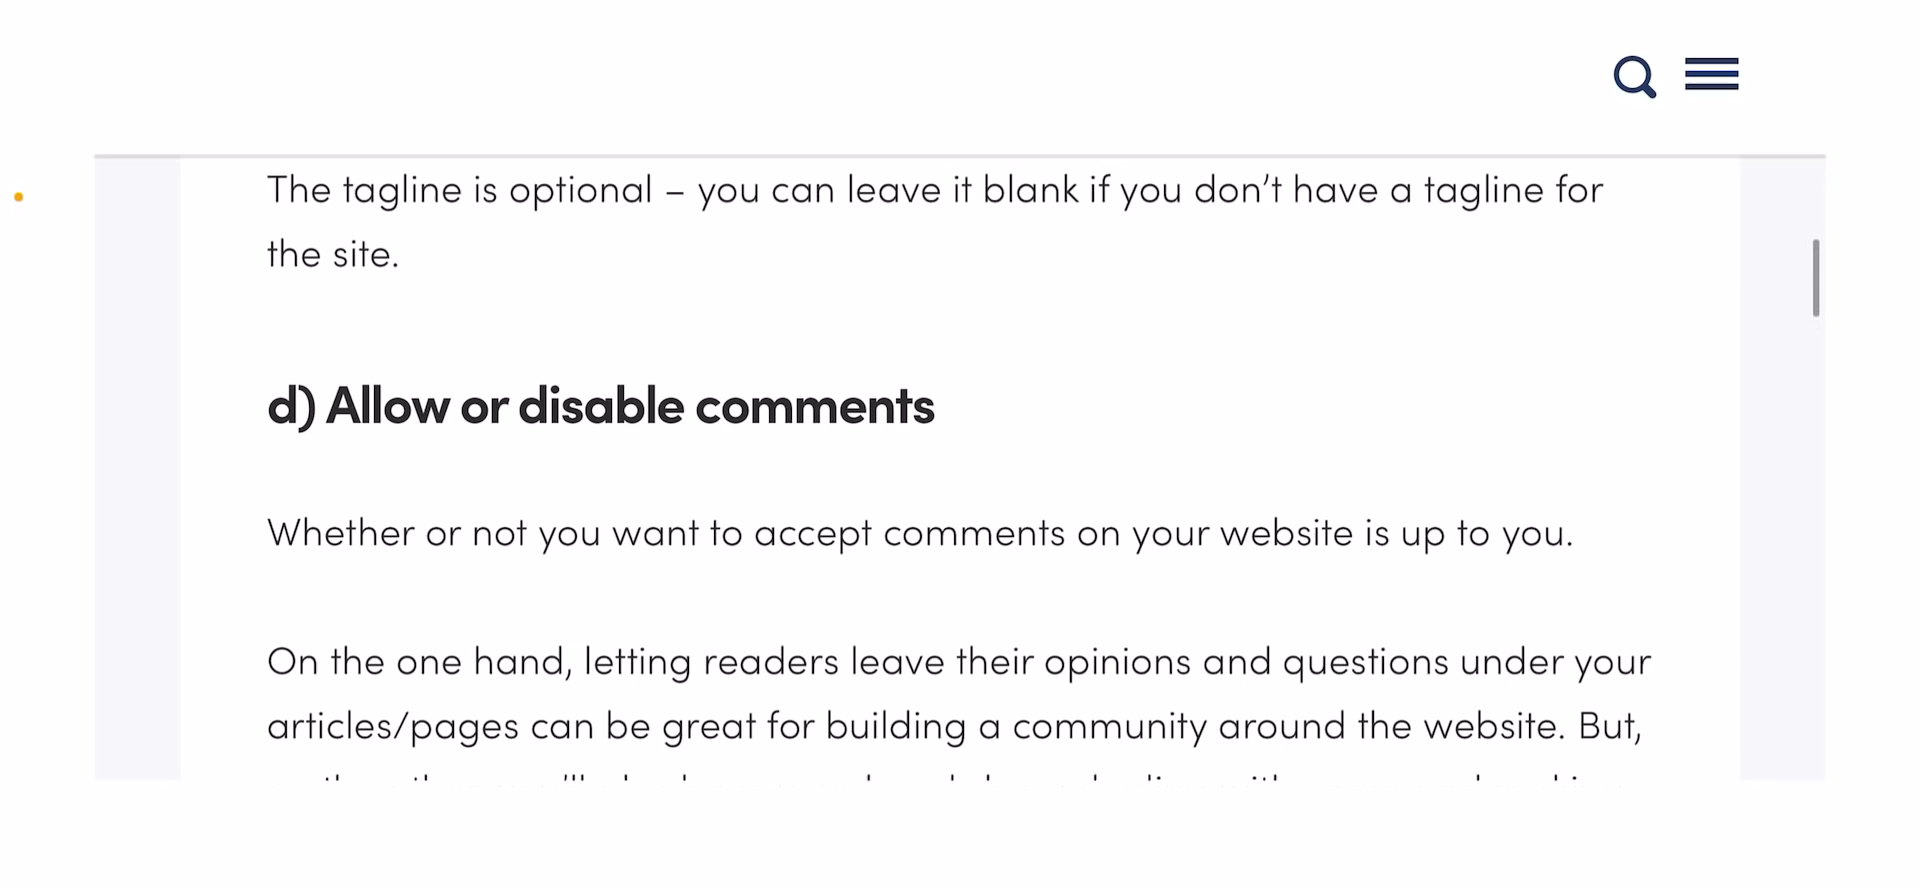 The tagline is optional – you can leave it blank if you don’t have a tagline for
the site.
d) Allow or disable comments
Whether or not you want to accept comments on your website is up to you.
On the one hand, letting readers leave their opinions and questions under your
articles/pages can be great for building a community around the website. But,